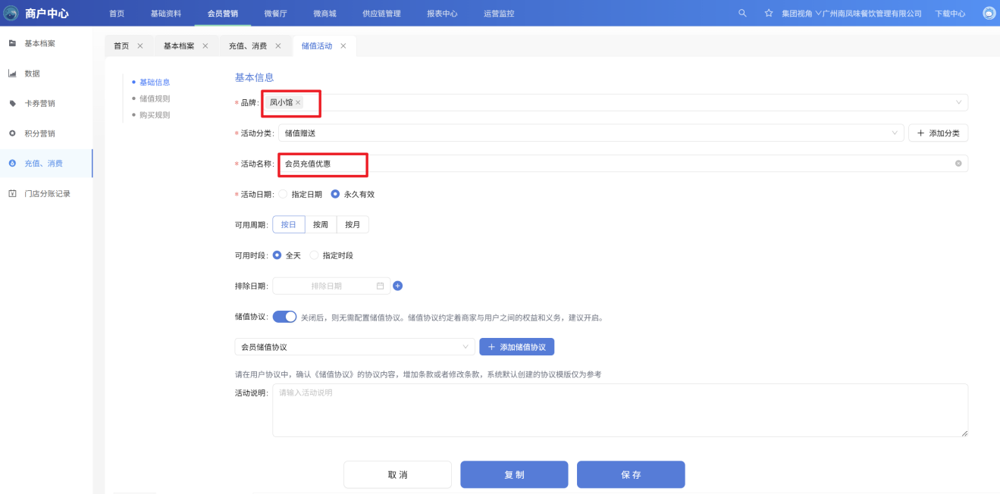 商户中心 首页 基础资料 会员营销 微餐厅 微商城 供应链管理 报表中心 运营监控 集团视角 广州南凤味餐饮管理有限公司 下载中心
首页 基本档案 充值、消费 储值活动
基本档案
数据
卡券营销
积分营销
充值、消费
门店分账记录
基础信息
储值规则
购买规则
基本信息
* 品牌: 凤小馆
* 活动分类: 储值赠送 添加分类
* 活动名称: 会员充值优惠
* 活动日期: 指定日期 永久有效
可用周期: 按日 按周 按月
可用时段: 全天 指定时段
排除日期: 排除日期
储值协议: 关闭后，则无需配置储值协议。储值协议约定着商家与用户之间的权益和义务，建议开启。
会员储值协议 添加储值协议
请在用户协议中，确认《储值协议》的协议内容，增加条款或者修改条款，系统默认创建的协议模版仅为参考
活动说明: 请输入活动说明
取 消 复 制 保 存